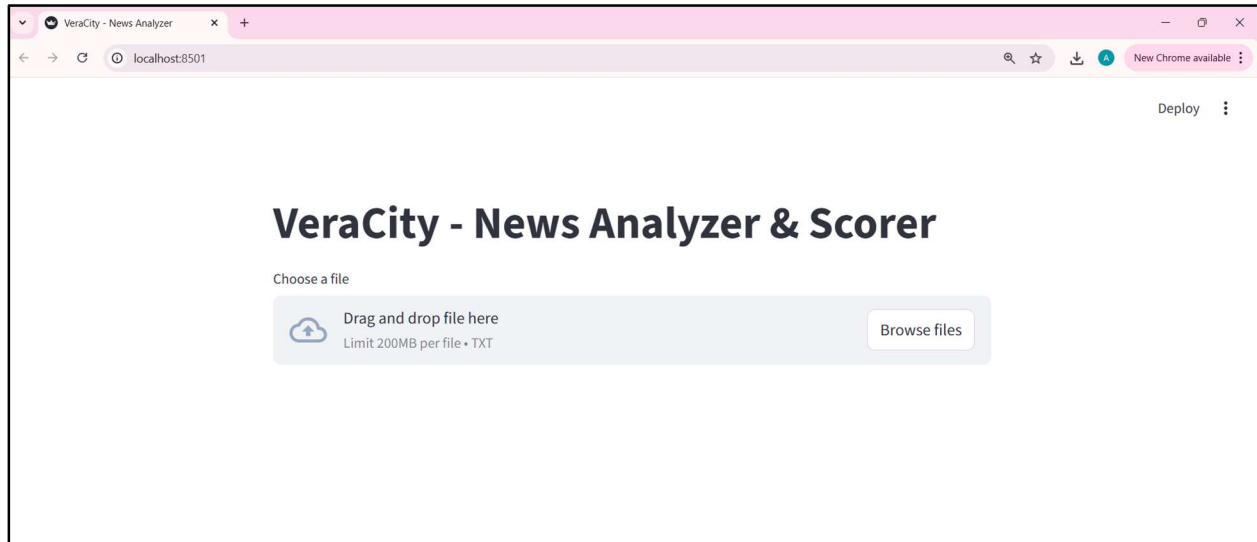 VeraCity - News Analyzer
localhost:8501
A
New Chrome available
Deploy
VeraCity - News Analyzer & Scorer
Choose a file
Drag and drop file here
Limit 200MB per file • TXT
Browse files